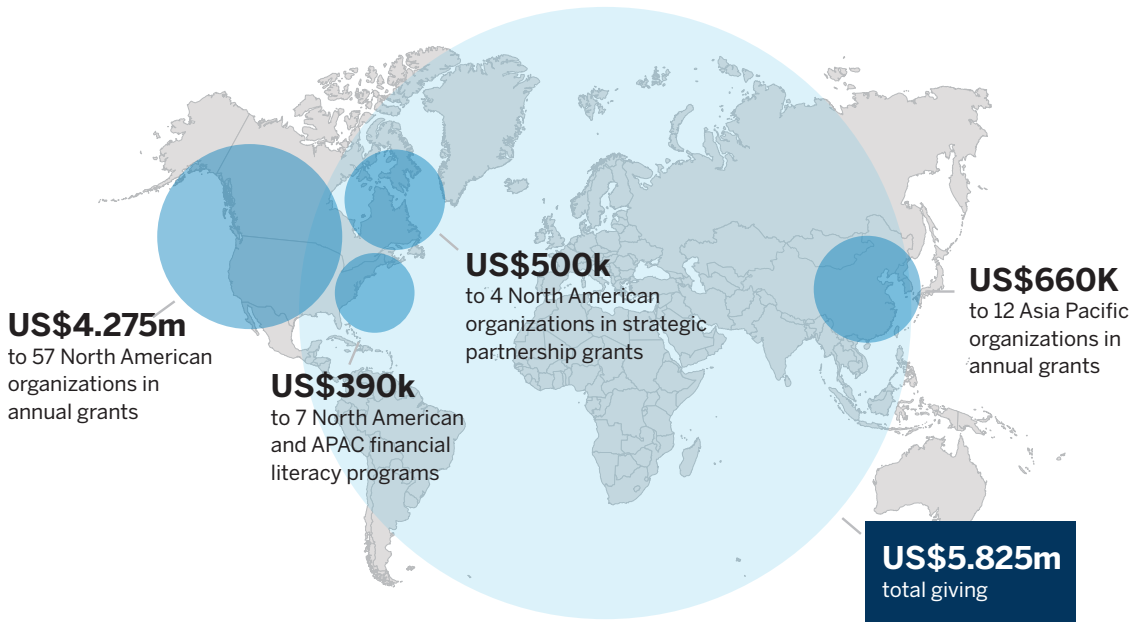 US$4.275m
to 57 North American
organizations in
annual grants
US$390k
to 7 North American
and APAC financial
literacy programs
US$500k
to 4 North American
organizations in strategic
partnership grants
US$660K
to 12 Asia Pacific
organizations in
annual grants
US$5.825m
total giving